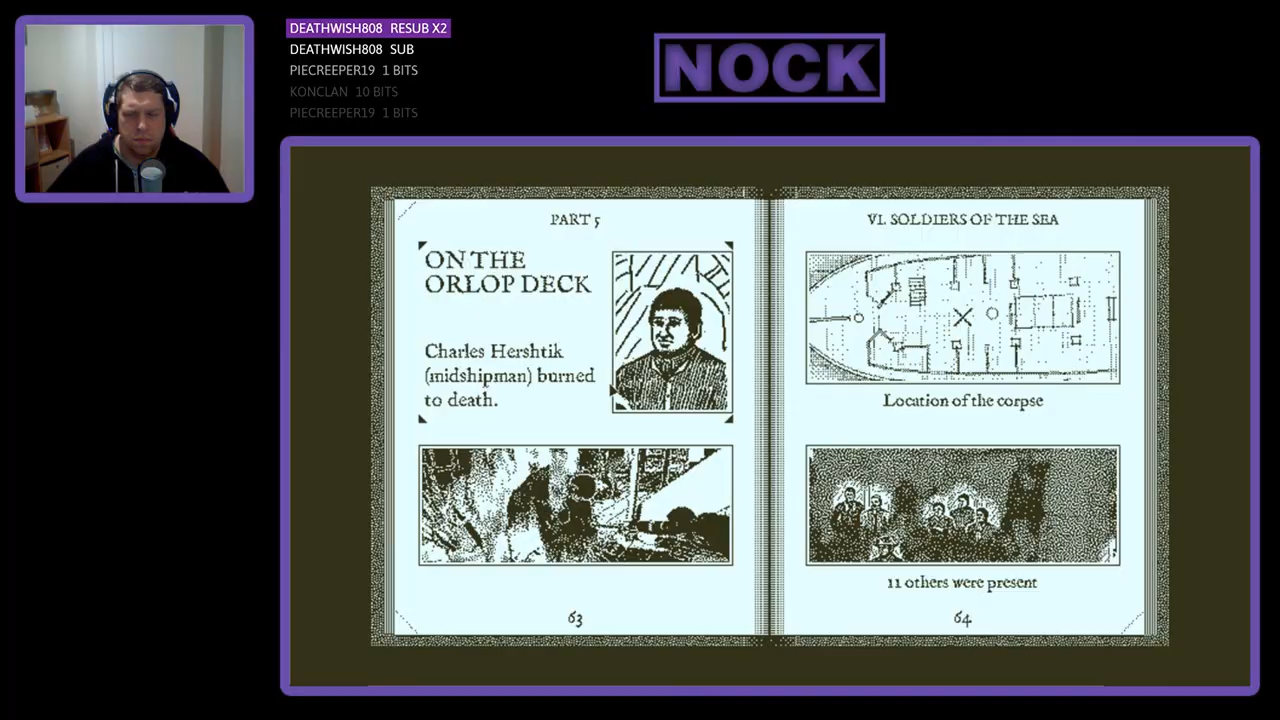 DEATHWISH808 RESUB X2
DEATHWISH808 SUB
PIECREEPER19 1 BITS
KONCLAN 10 BITS
PIECREEPER19 1 BITS
NOCK
PART 5
ON THE
ORLOP DECK
Charles Hershtik
(midshipman) burned
to death.
63
VI. SOLDIERS OF THE SEA
Location of the corpse
11 others were present
64